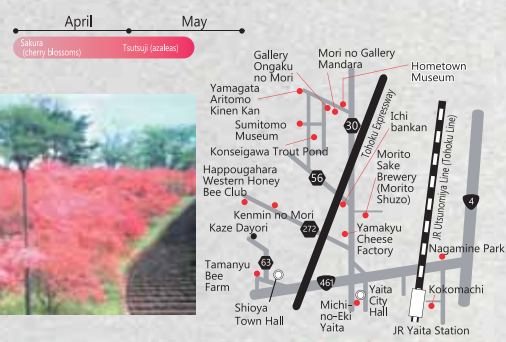 April
May
Sakura
(cherry blossoms)
Tsutsuji (azaleas)
Gallery
Ongaku
no Mori
Mori no Gallery
Mandara
Hometown
Museum
Yamagata
Aritomo
Kinen Kan
Sumitomo
Museum
Konseigawa Trout Pond
30
Tohoku Expressway
Ichi
bankan
Morito
Sake
Brewery
(Morito
Shuzo)
JR Utsunomiya Line (Tohoku Line)
4
56
Happougahara
Western Honey
Bee Club
Kenmin no Mori
272
Kaze Dayori
Yamakyu
Cheese
Factory
Nagamine Park
63
Tamanyu
Bee
Farm
461
Shioya
Town Hall
Michi-
no-Eki
Yaita
Yaita
City
Hall
Kokomachi
JR Yaita Station